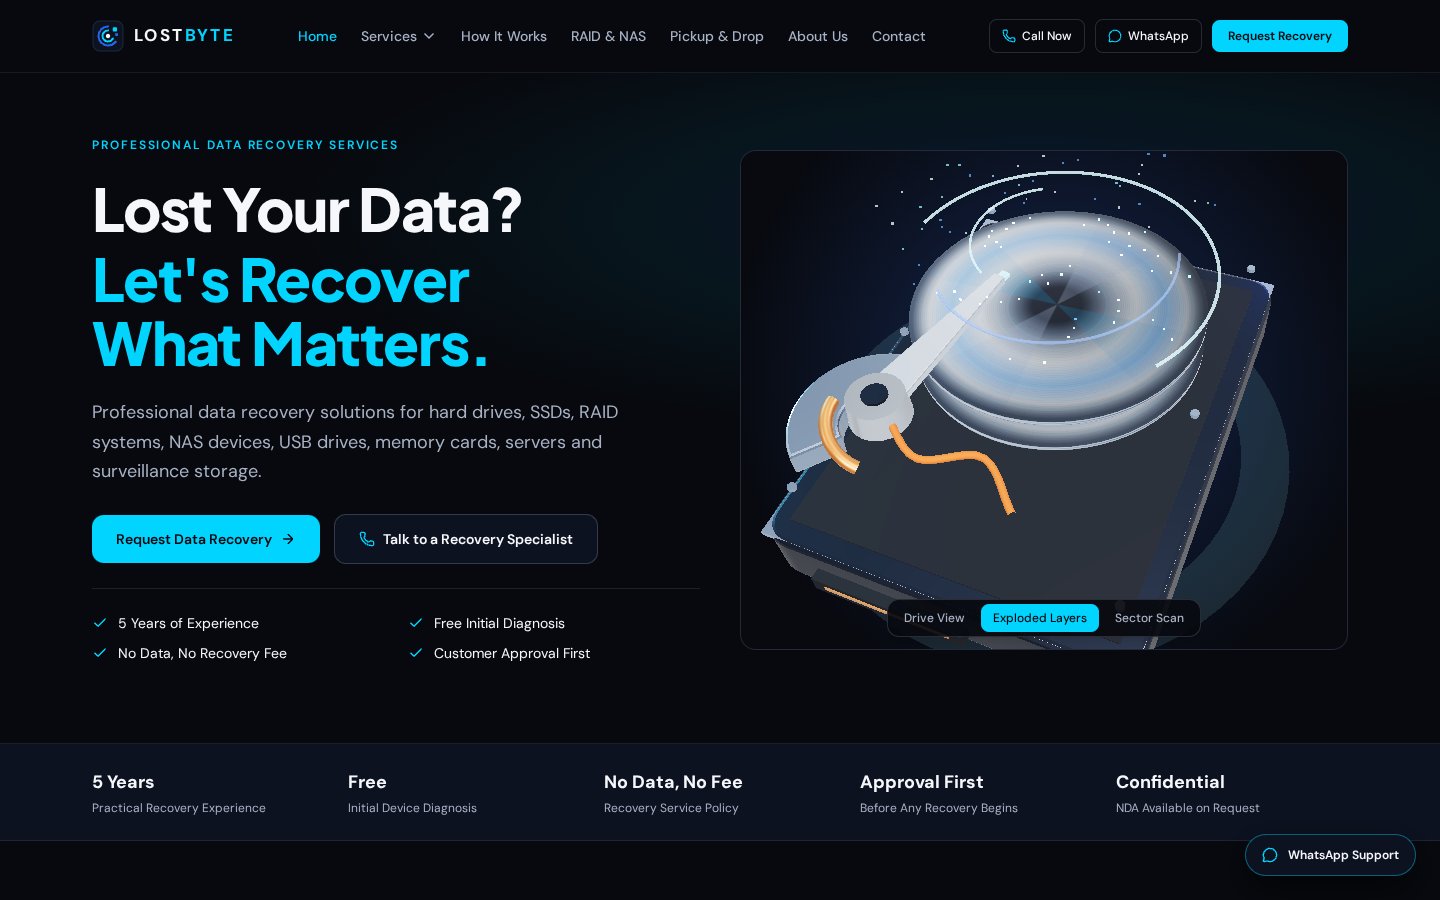 LOSTBYTE
Home
Services
How It Works
RAID & NAS
Pickup & Drop
About Us
Contact
Call Now
WhatsApp
Request Recovery
PROFESSIONAL DATA RECOVERY SERVICES
Lost Your Data?
Let's Recover
What Matters.
Professional data recovery solutions for hard drives, SSDs, RAID
systems, NAS devices, USB drives, memory cards, servers and
surveillance storage.
Request Data Recovery
Talk to a Recovery Specialist
5 Years of Experience
Free Initial Diagnosis
No Data, No Recovery Fee
Customer Approval First
Drive View
Exploded Layers
Sector Scan
5 Years
Practical Recovery Experience
Free
Initial Device Diagnosis
No Data, No Fee
Recovery Service Policy
Approval First
Before Any Recovery Begins
Confidential
NDA Available on Request
WhatsApp Support